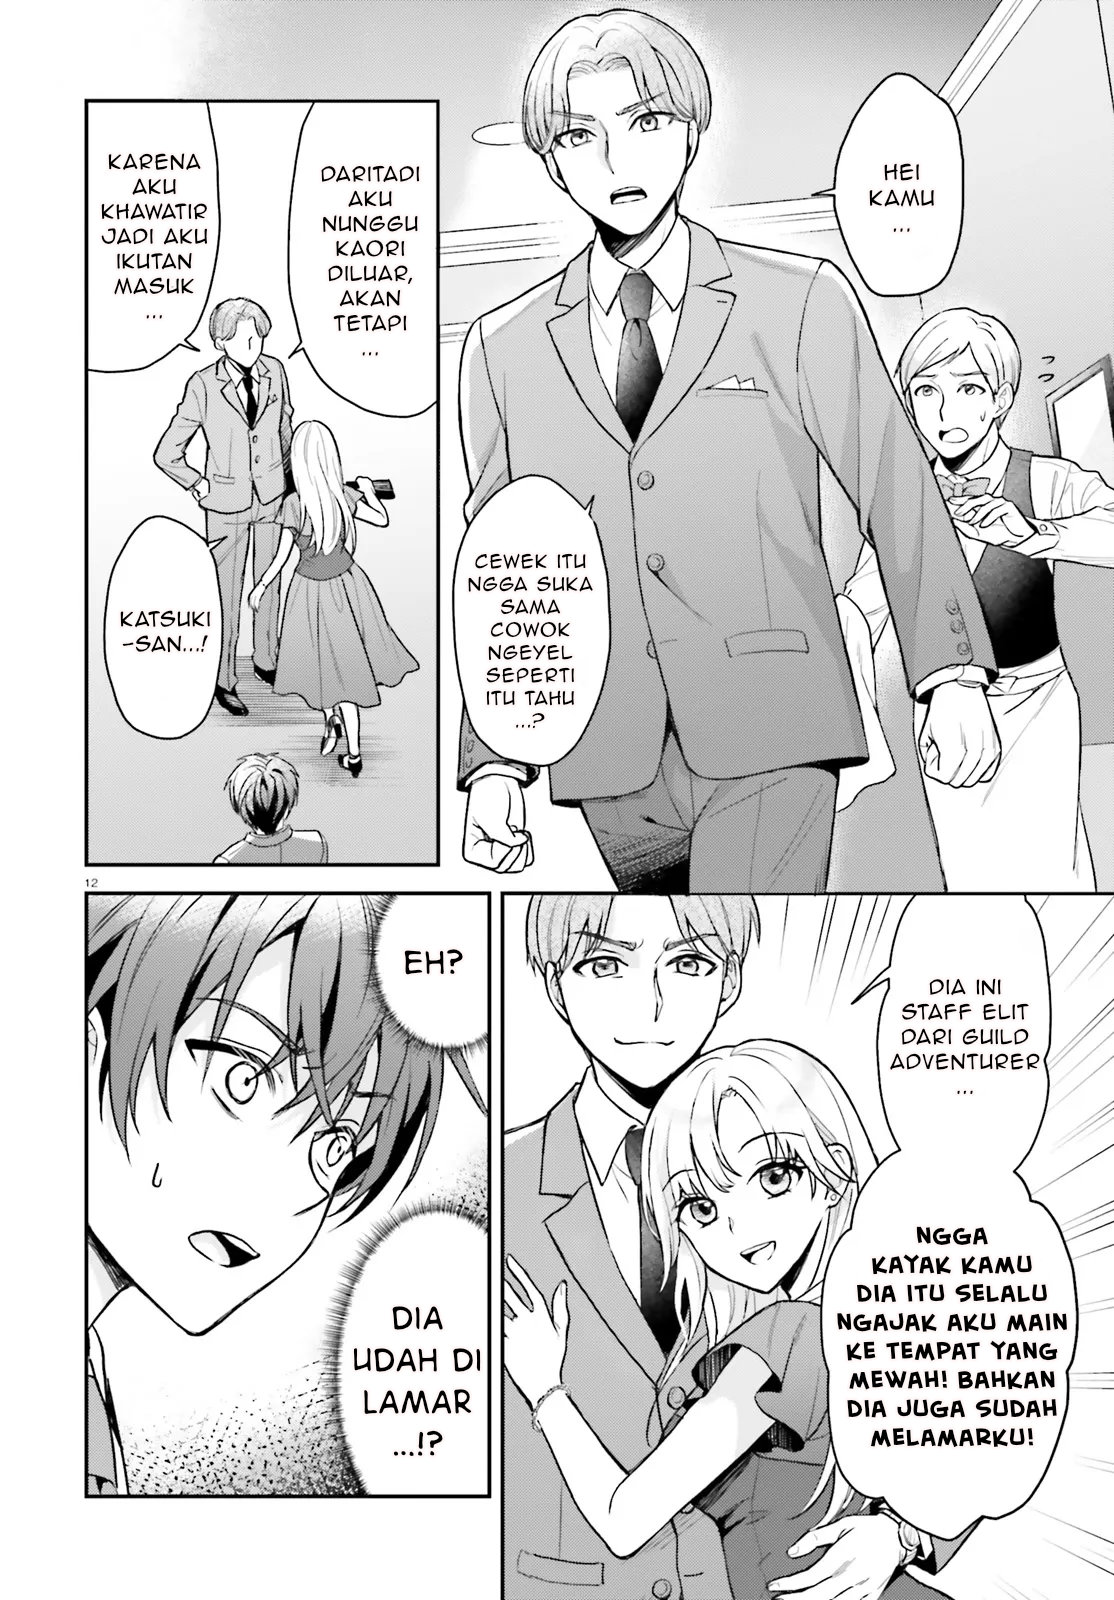 HEI
KAMU
...
CEWEK ITU
NGGA SUKA
SAMA
COWOK
NGEYEL
SEPERTI
ITU TAHU
...?
DARITADI
AKU
NUNGGU
KAORI
DILUAR,
AKAN
TETAPI
...
KARENA
AKU
KHAWATIR
JADI AKU
IKUTAN
MASUK
...
KATSUKI
-SAN...!
12
DIA INI
STAFF ELIT
DARI GUILD
ADVENTURER
...
NGGA
KAYAK KAMU
DIA ITU SELALU
NGAJAK AKU MAIN
KE TEMPAT YANG
MEWAH! BAHKAN
DIA JUGA SUDAH
MELAMARKU!
EH?
DIA
UDAH DI
LAMAR
...!?